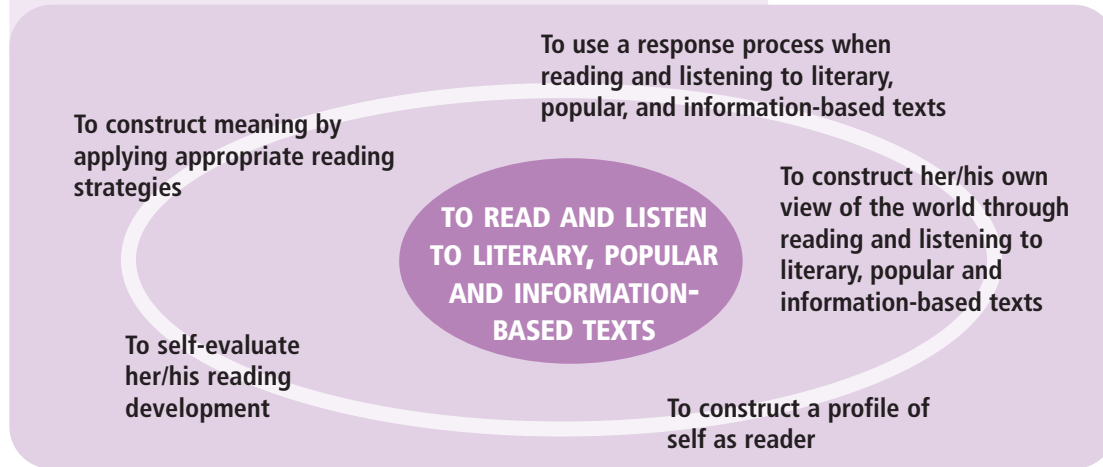 To use a response process when
reading and listening to literary,
popular, and information-based texts
To construct meaning by
applying appropriate reading
strategies
To construct her/his own
view of the world through
reading and listening to
literary, popular and
information-based texts
TO READ AND LISTEN
TO LITERARY, POPULAR
AND INFORMATION-
BASED TEXTS
To self-evaluate
her/his reading
development
To construct a profile of
self as reader